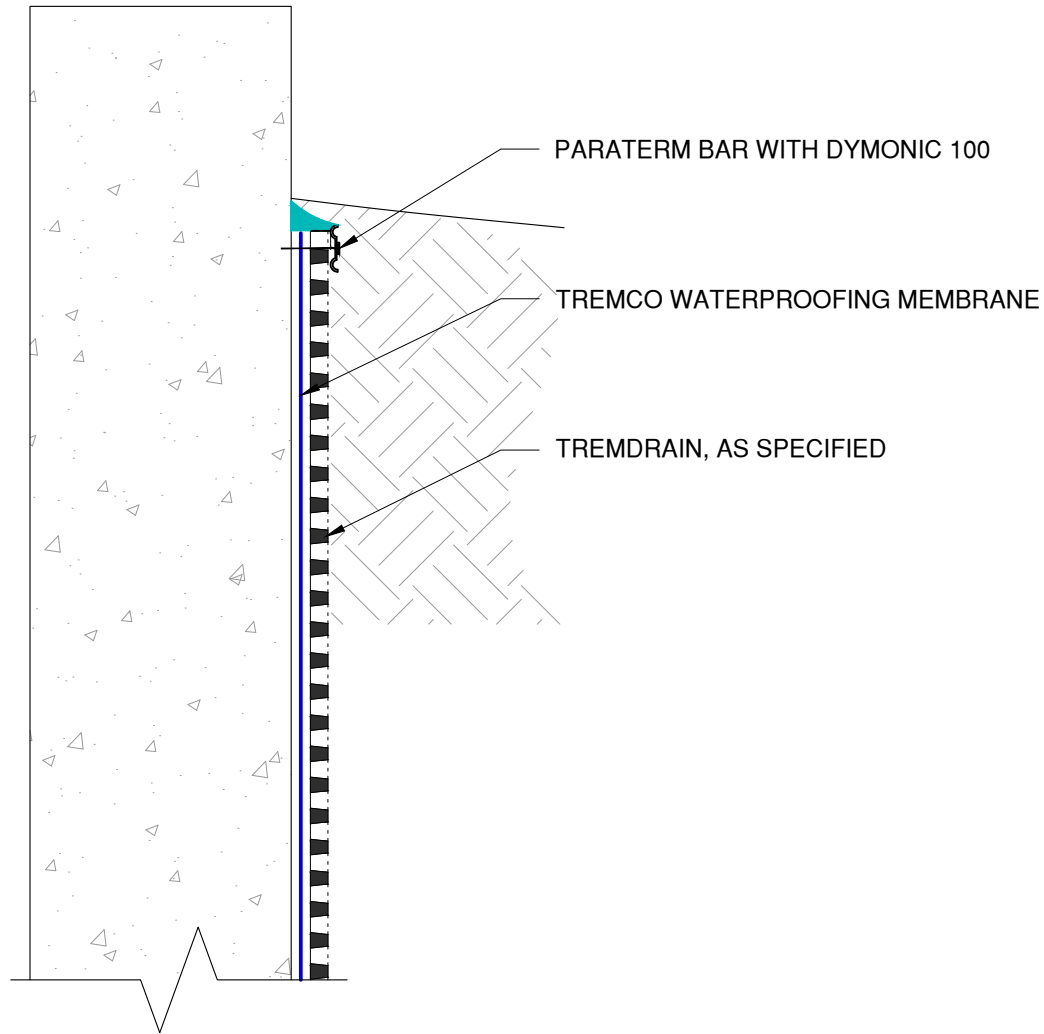 PARATERM BAR WITH DYMONIC 100
TREMCO WATERPROOFING MEMBRANE
TREMDRAIN, AS SPECIFIED